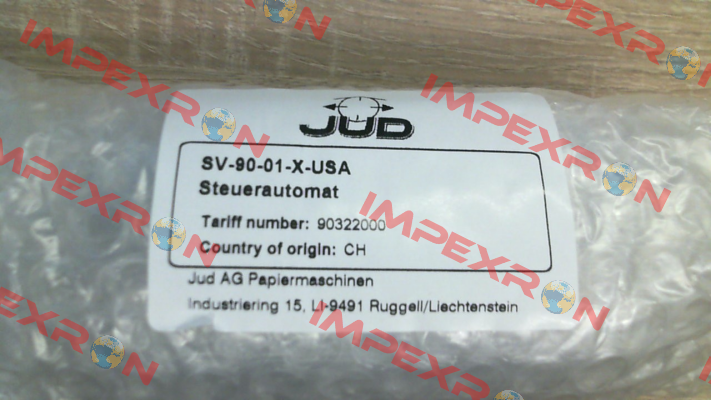 JUD
SV-90-01-X-USA
Steuerautomat
Tariff number: 90322000
Country of origin: CH
Jud AG Papiermaschinen
Industriering 15, LI-9491 Ruggell/Liechtenstein
IMPEXRON
IMPEXRON
IMPEXRON
IMPEXRON
IMPEXRON
IMPEXRON